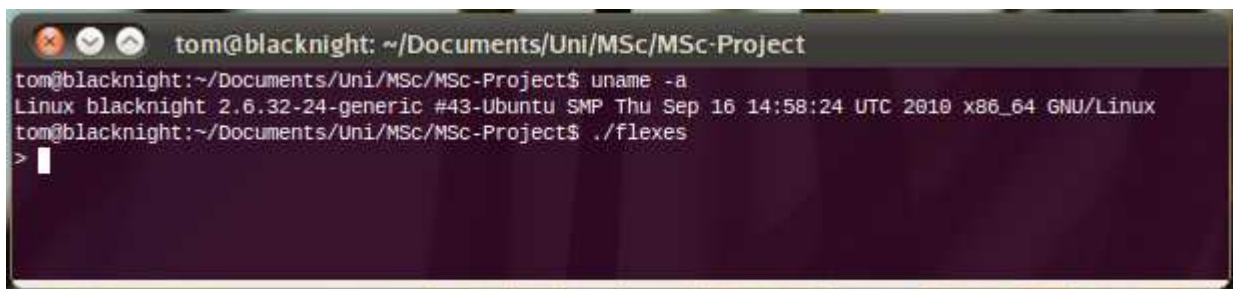 tom@blacknight: ~/Documents/Uni/MSc/MSc-Project
tom@blacknight:~/Documents/Uni/MSc/MSc-Project$ uname -a
Linux blacknight 2.6.32-24-generic #43-Ubuntu SMP Thu Sep 16 14:58:24 UTC 2010 x86_64 GNU/Linux
tom@blacknight:~/Documents/Uni/MSc/MSc-Project$ ./flexes
>